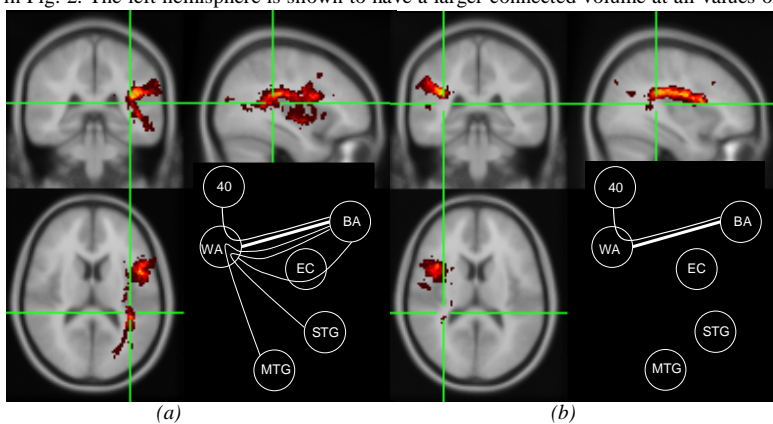 in Fig. 2. The left hemisphere is shown to have a larger connected volume at all values o
40
BA
WA
EC
STG
MTG
40
BA
WA
EC
STG
MTG
(a)
(b)